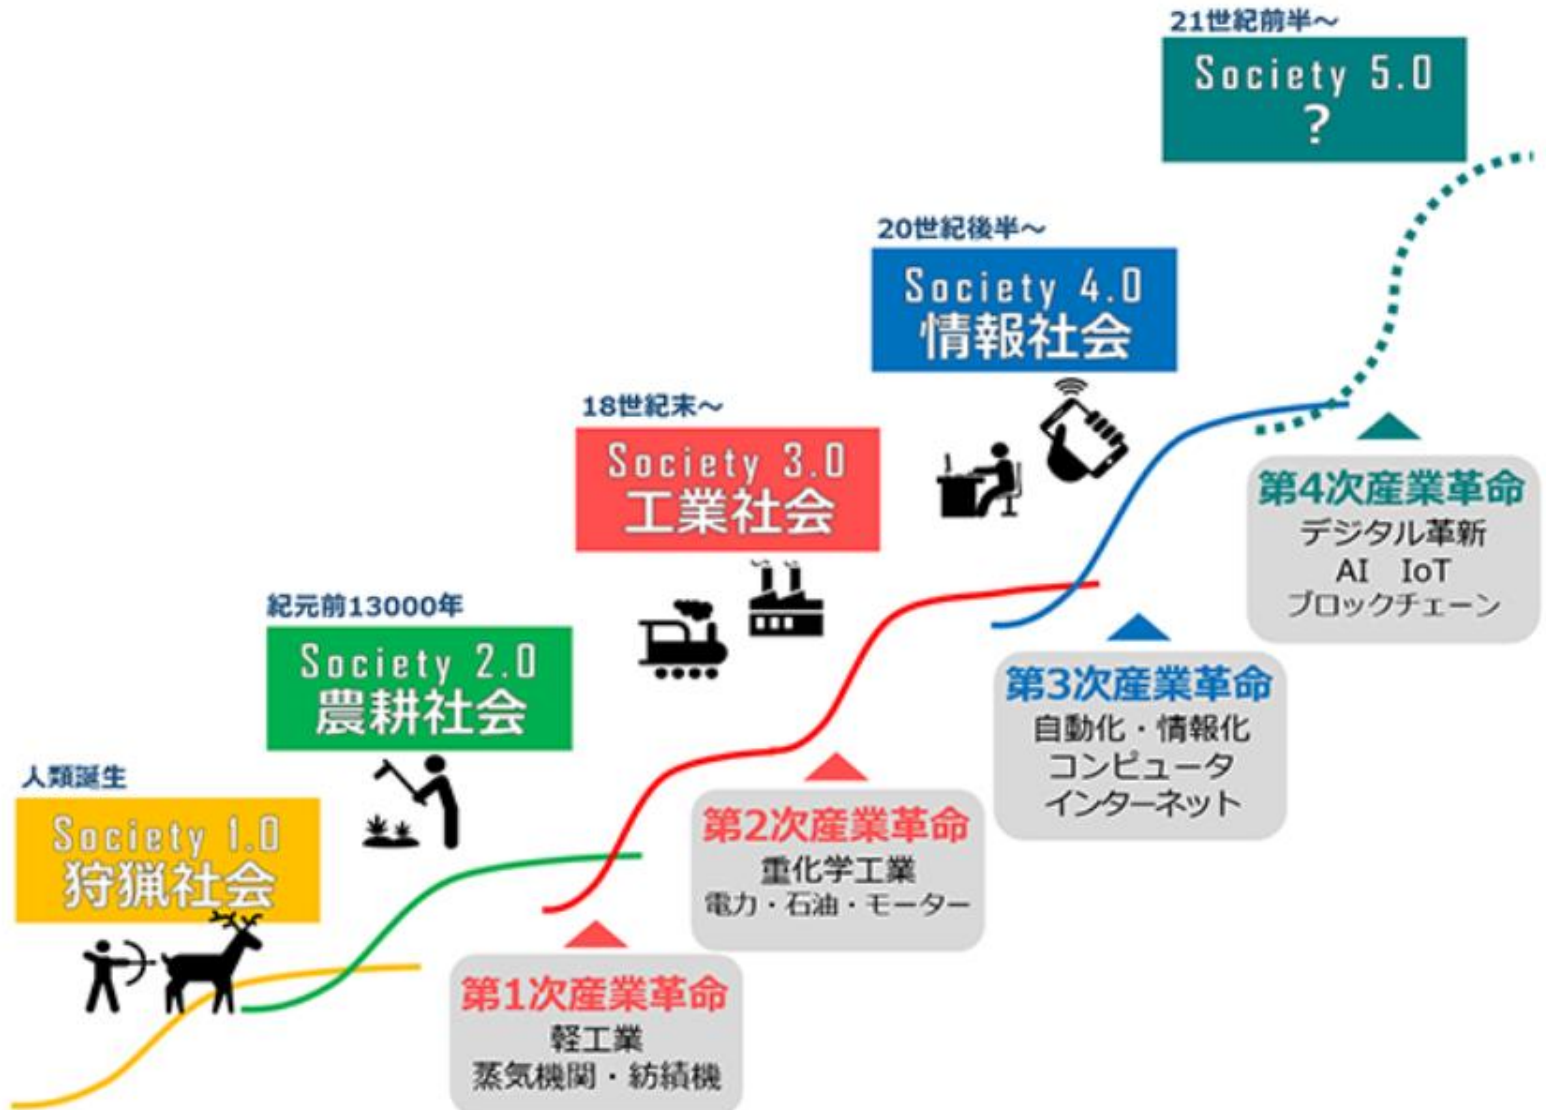 21世紀前半～
Society 5.0
？
20世紀後半～
Society 4.0
情報社会
18世紀末～
Society 3.0
工業社会
紀元前13000年
Society 2.0
農耕社会
人類誕生
Society 1.0
狩猟社会
第1次産業革命
軽工業
蒸気機関・紡績機
第2次産業革命
重化学工業
電力・石油・モーター
第3次産業革命
自動化・情報化
コンピュータ
インターネット
第4次産業革命
デジタル革新
AI　IoT
ブロックチェーン